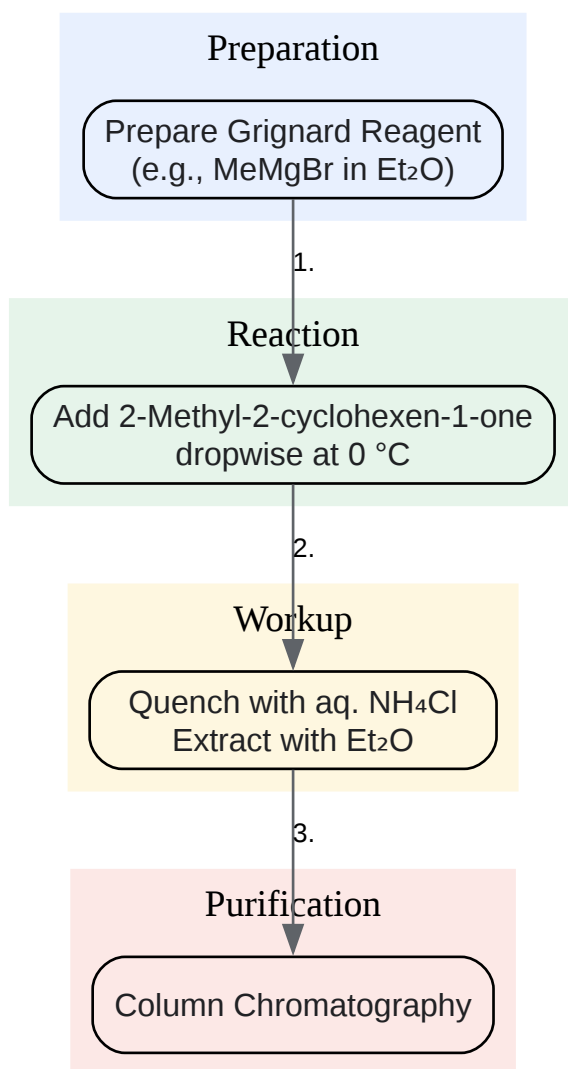 Preparation
Prepare Grignard Reagent
(e.g., MeMgBr in Et₂O)
1.
Reaction
Add 2-Methyl-2-cyclohexen-1-one
dropwise at 0 °C
2.
Workup
Quench with aq. NH₄Cl
Extract with Et₂O
3.
Purification
Column Chromatography